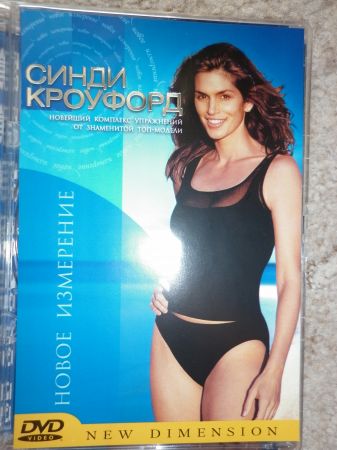 СИНДИ
КРОУФОРД
НОВЕЙШИЙ КОМПЛЕКС УПРАЖНЕНИЙ
ОТ ЗНАМЕНИТОЙ ТОП-МОДЕЛИ
НОВОЕ ИЗМЕРЕНИЕ
DVD
VIDEO
NEW DIMENSION